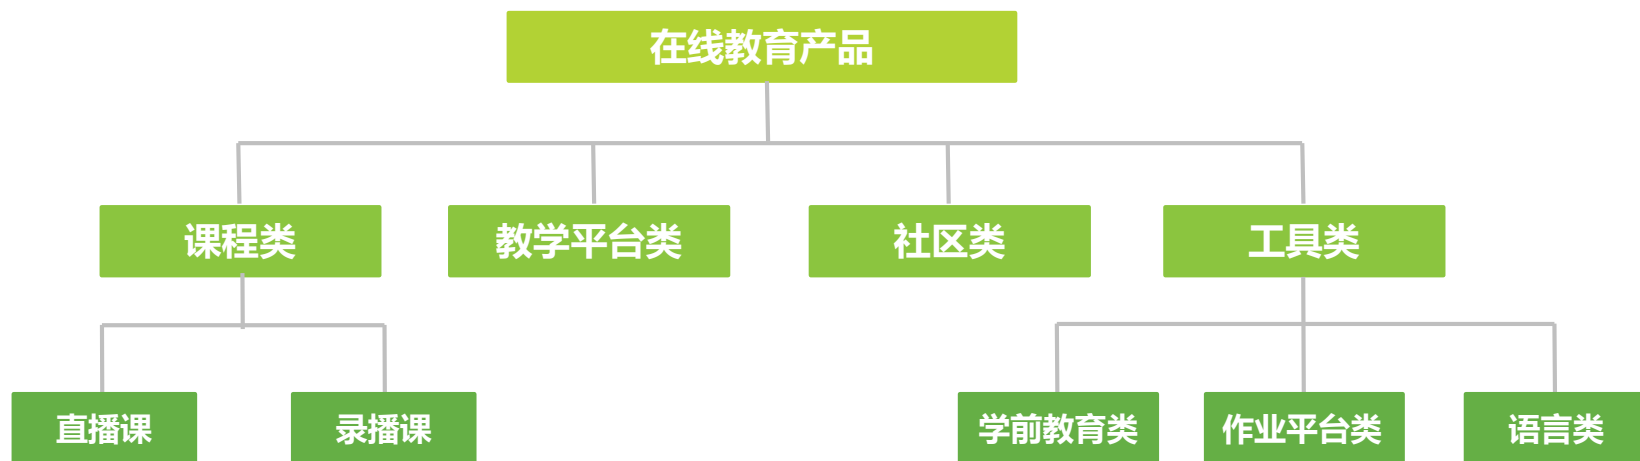 在线教育产品
课程类
教学平台类
社区类
工具类
直播课
录播课
学前教育类
作业平台类
语言类